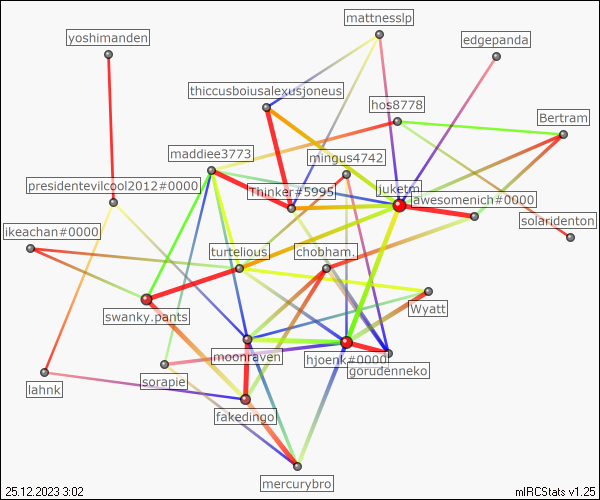 mattnesslp
yoshimanden
edgepanda
thiccusboiusalexusjoneus
hos8778
Bertram
maddiee3773
mingus4742
presidentevilcool2012#0000
Thinker#5995
juketm
awesomenich#0000
solaridenton
ikeachan#0000
turtelious
chobham.
swanky.pants
Wyatt
moonraven
hjoenk#0000
gorudenneko
lahnk
sorapie
fakedingo
mercurybro
25.12.2023 3:02
mIRCStats v1.25